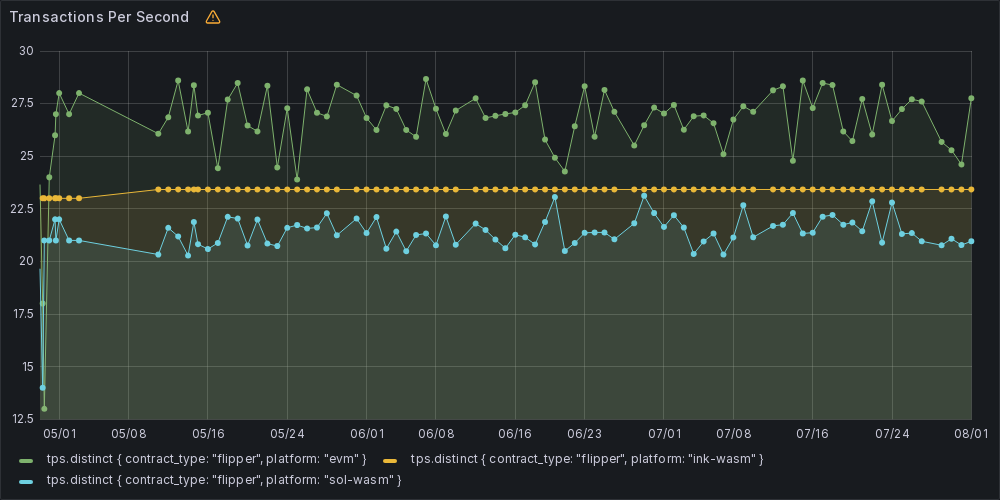 Transactions Per Second
30
27.5
25
22.5
20
17.5
15
12.5
05/01 05/08 05/16 05/24 06/01 06/08 06/16 06/23 07/01 07/08 07/16 07/24 08/01
tps.distinct { contract_type: "flipper", platform: "evm" } tps.distinct { contract_type: "flipper", platform: "ink-wasm" }
tps.distinct { contract_type: "flipper", platform: "sol-wasm" }